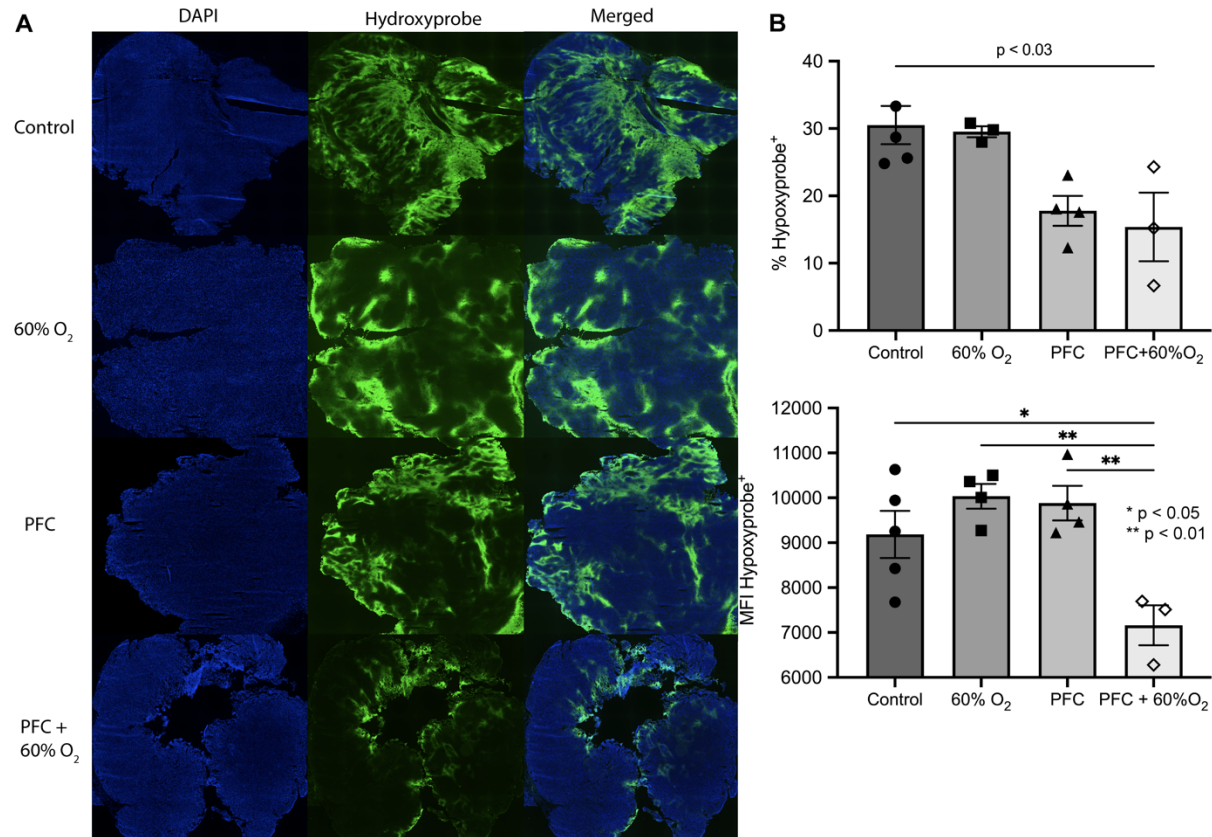 A
DAPI
Hydroxyprobe
Merged
Control
60% O2
PFC
PFC +
60% O2
B
p < 0.03
% Hypoxyprobe+
40
30
20
10
0
Control
60% O2
PFC
PFC+60%O2
MFI Hypoxyprobe+
12000
11000
10000
9000
8000
7000
6000
*
**
**
* p < 0.05
** p < 0.01
Control
60% O2
PFC
PFC + 60%O2